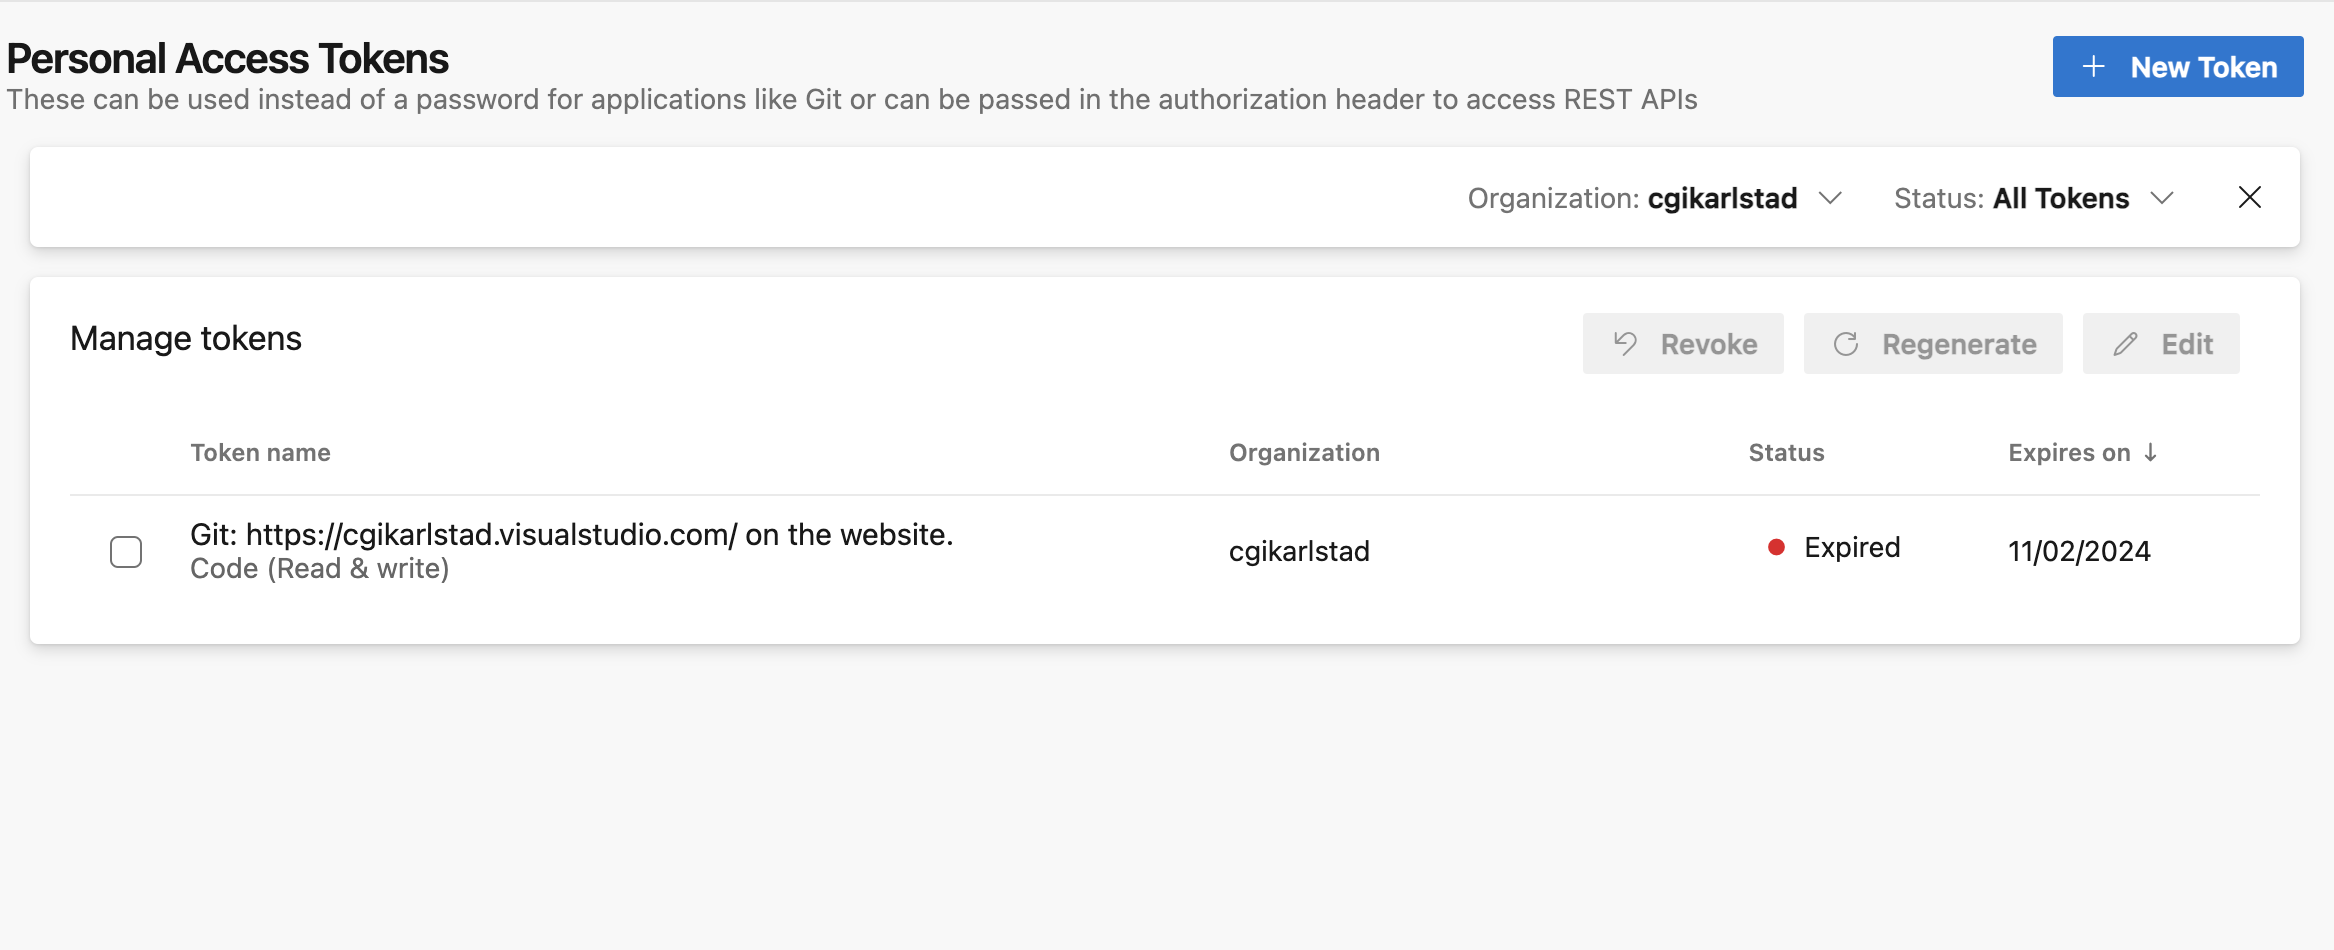 Personal Access Tokens
New Token
These can be used instead of a password for applications like Git or can be passed in the authorization header to access REST APIs
Organization: cgikarlstad Status: All Tokens
Manage tokens
Revoke Regenerate Edit
Token name Organization Status Expires on
Git: https://cgikarlstad.visualstudio.com/ on the website.
Code (Read & write)
cgikarlstad Expired 11/02/2024